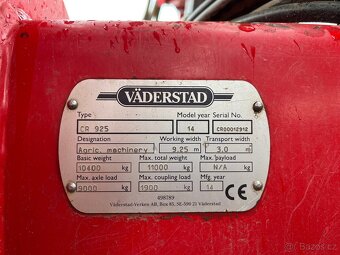 VÄDERSTAD
Type Model year Serial No.
CR 925 14 CR00012912
Designation Working width Transport width
Agric. machinery 9.25 m 3.0 m
Basic weight Max. total weight Max. payload
10400 kg 11000 kg N/A kg
Max. axle load Max. coupling load Mfg. year
9000 kg 1900 kg 14 CE
498789
Väderstad-Verken AB, Box 85, SE-590 21 Väderstad
Bazoš.cz